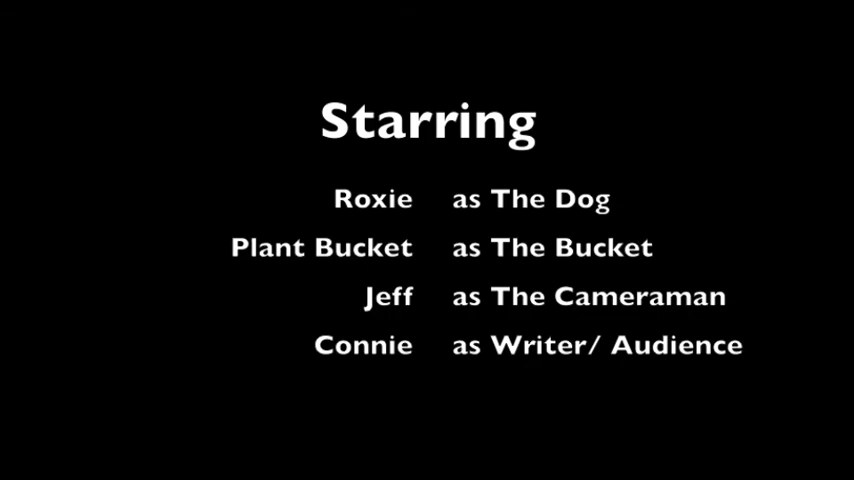 Starring
Roxie as The Dog
Plant Bucket as The Bucket
Jeff as The Cameraman
Connie as Writer/ Audience